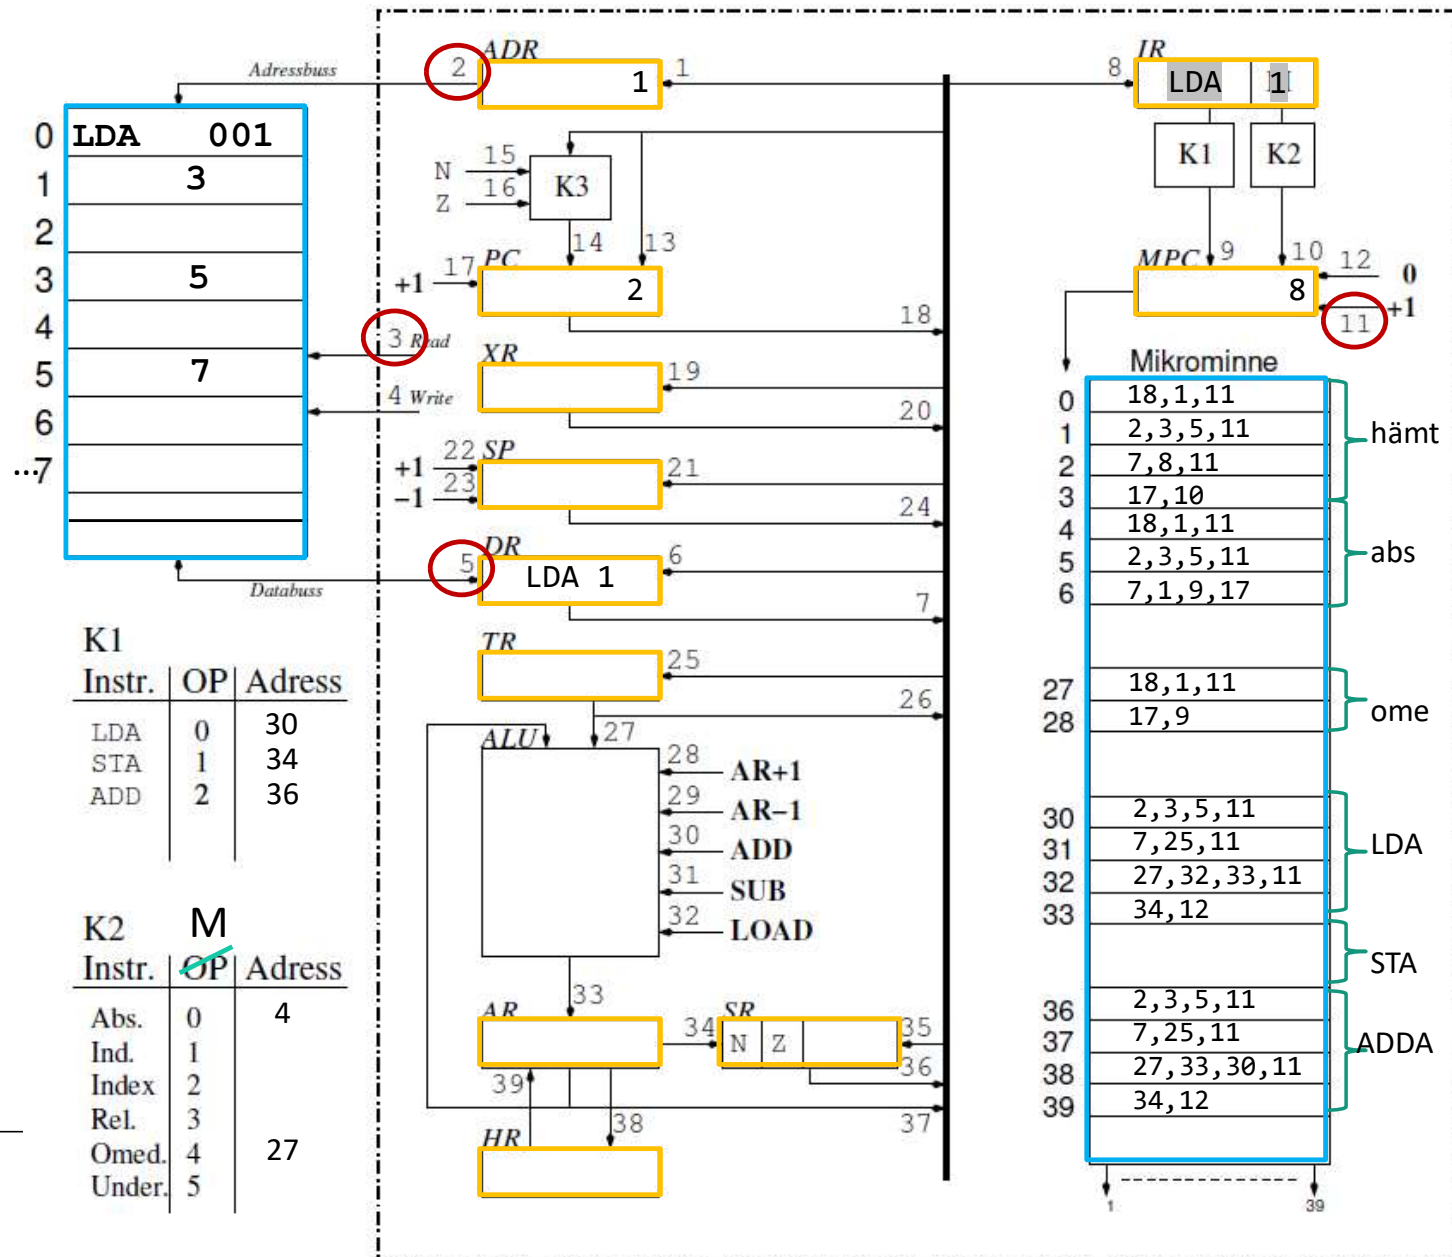 ADR
IR
Adressbuss
2
1
1
8
LDA
1
0
LDA 001
K1
K2
1
3
N
15
K3
Z
16
2
14
13
9
10
12
0
PC
MPC
3
5
+1
17
2
8
+1
11
4
18
3 Read
XR
Mikrominne
5
7
19
0
18,1,11
4 Write
20
1
2,3,5,11
hämt
6
2
7,8,11
SP
+1
22
21
3
17,10
...7
-1
23
24
4
18,1,11
DR
5
2,3,5,11
abs
5
LDA 1
6
6
7,1,9,17
Databuss
7
K1
TR
25
Instr.
OP
Adress
27
18,1,11
26
28
17,9
ome
LDA
0
30
ALU
27
STA
1
34
28
AR+1
ADD
2
36
29
AR-1
30
2,3,5,11
30
ADD
31
7,25,11
LDA
31
SUB
32
27,32,33,11
32
LOAD
33
34,12
K2
M
Instr.
OP
Adress
STA
33
Abs.
0
4
AR
34
SR
35
36
2,3,5,11
Ind.
1
N
Z
37
7,25,11
ADDA
Index
2
39
36
38
27,33,30,11
Rel.
3
38
37
39
34,12
Omed.
4
27
HR
Under.
5
1
39